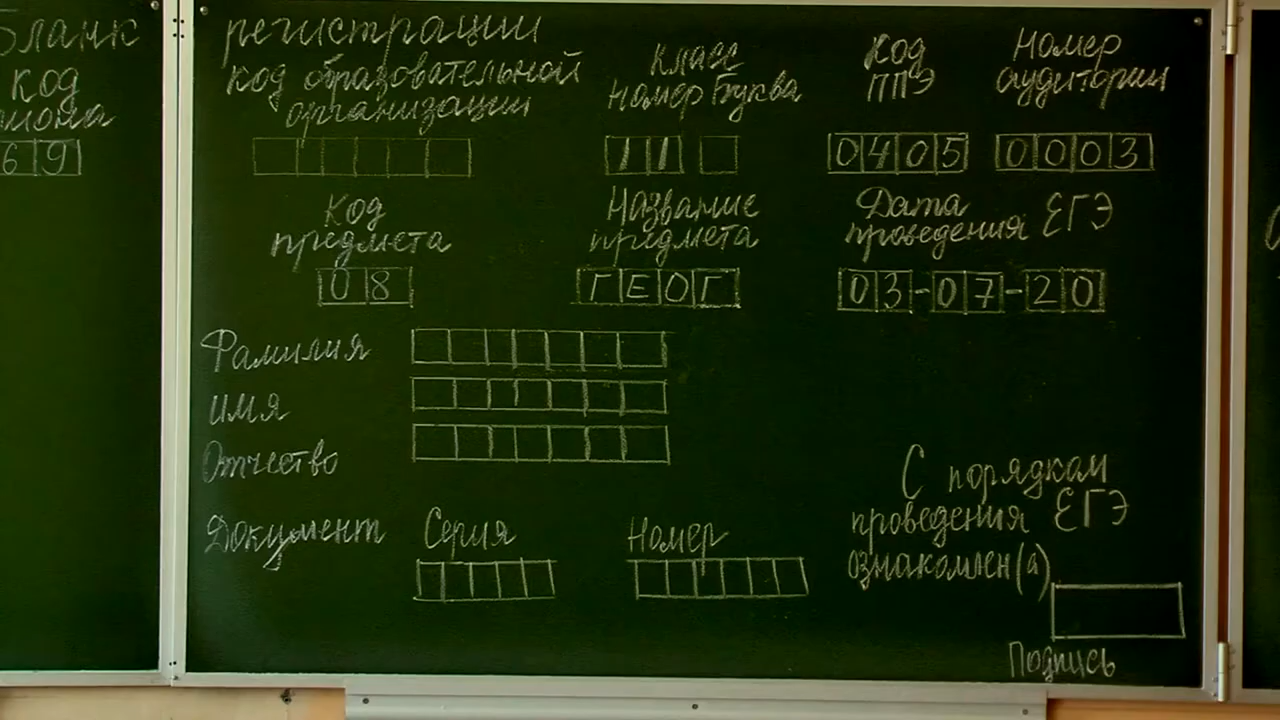 Бланк регистрации
код
региона
69
код образовательной
организации
Класс
номер буква
11
Код
ППЭ
0405
Номер
аудитории
0003
Код
предмета
08
Название
предмета
ГЕОГ
Дата
проведения ЕГЭ
03-07-20
Фамилия
имя
Отчество
Документ
Серия
Номер
С порядком
проведения ЕГЭ
ознакомлен(а)
Подпись